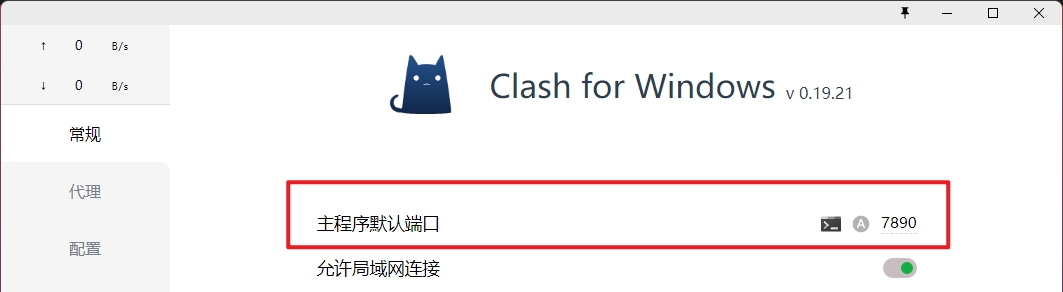 ↑ 0 B/s
↓ 0 B/s
Clash for Windows v 0.19.21
常规
代理
配置
主程序默认端口 A 7890
允许局域网连接